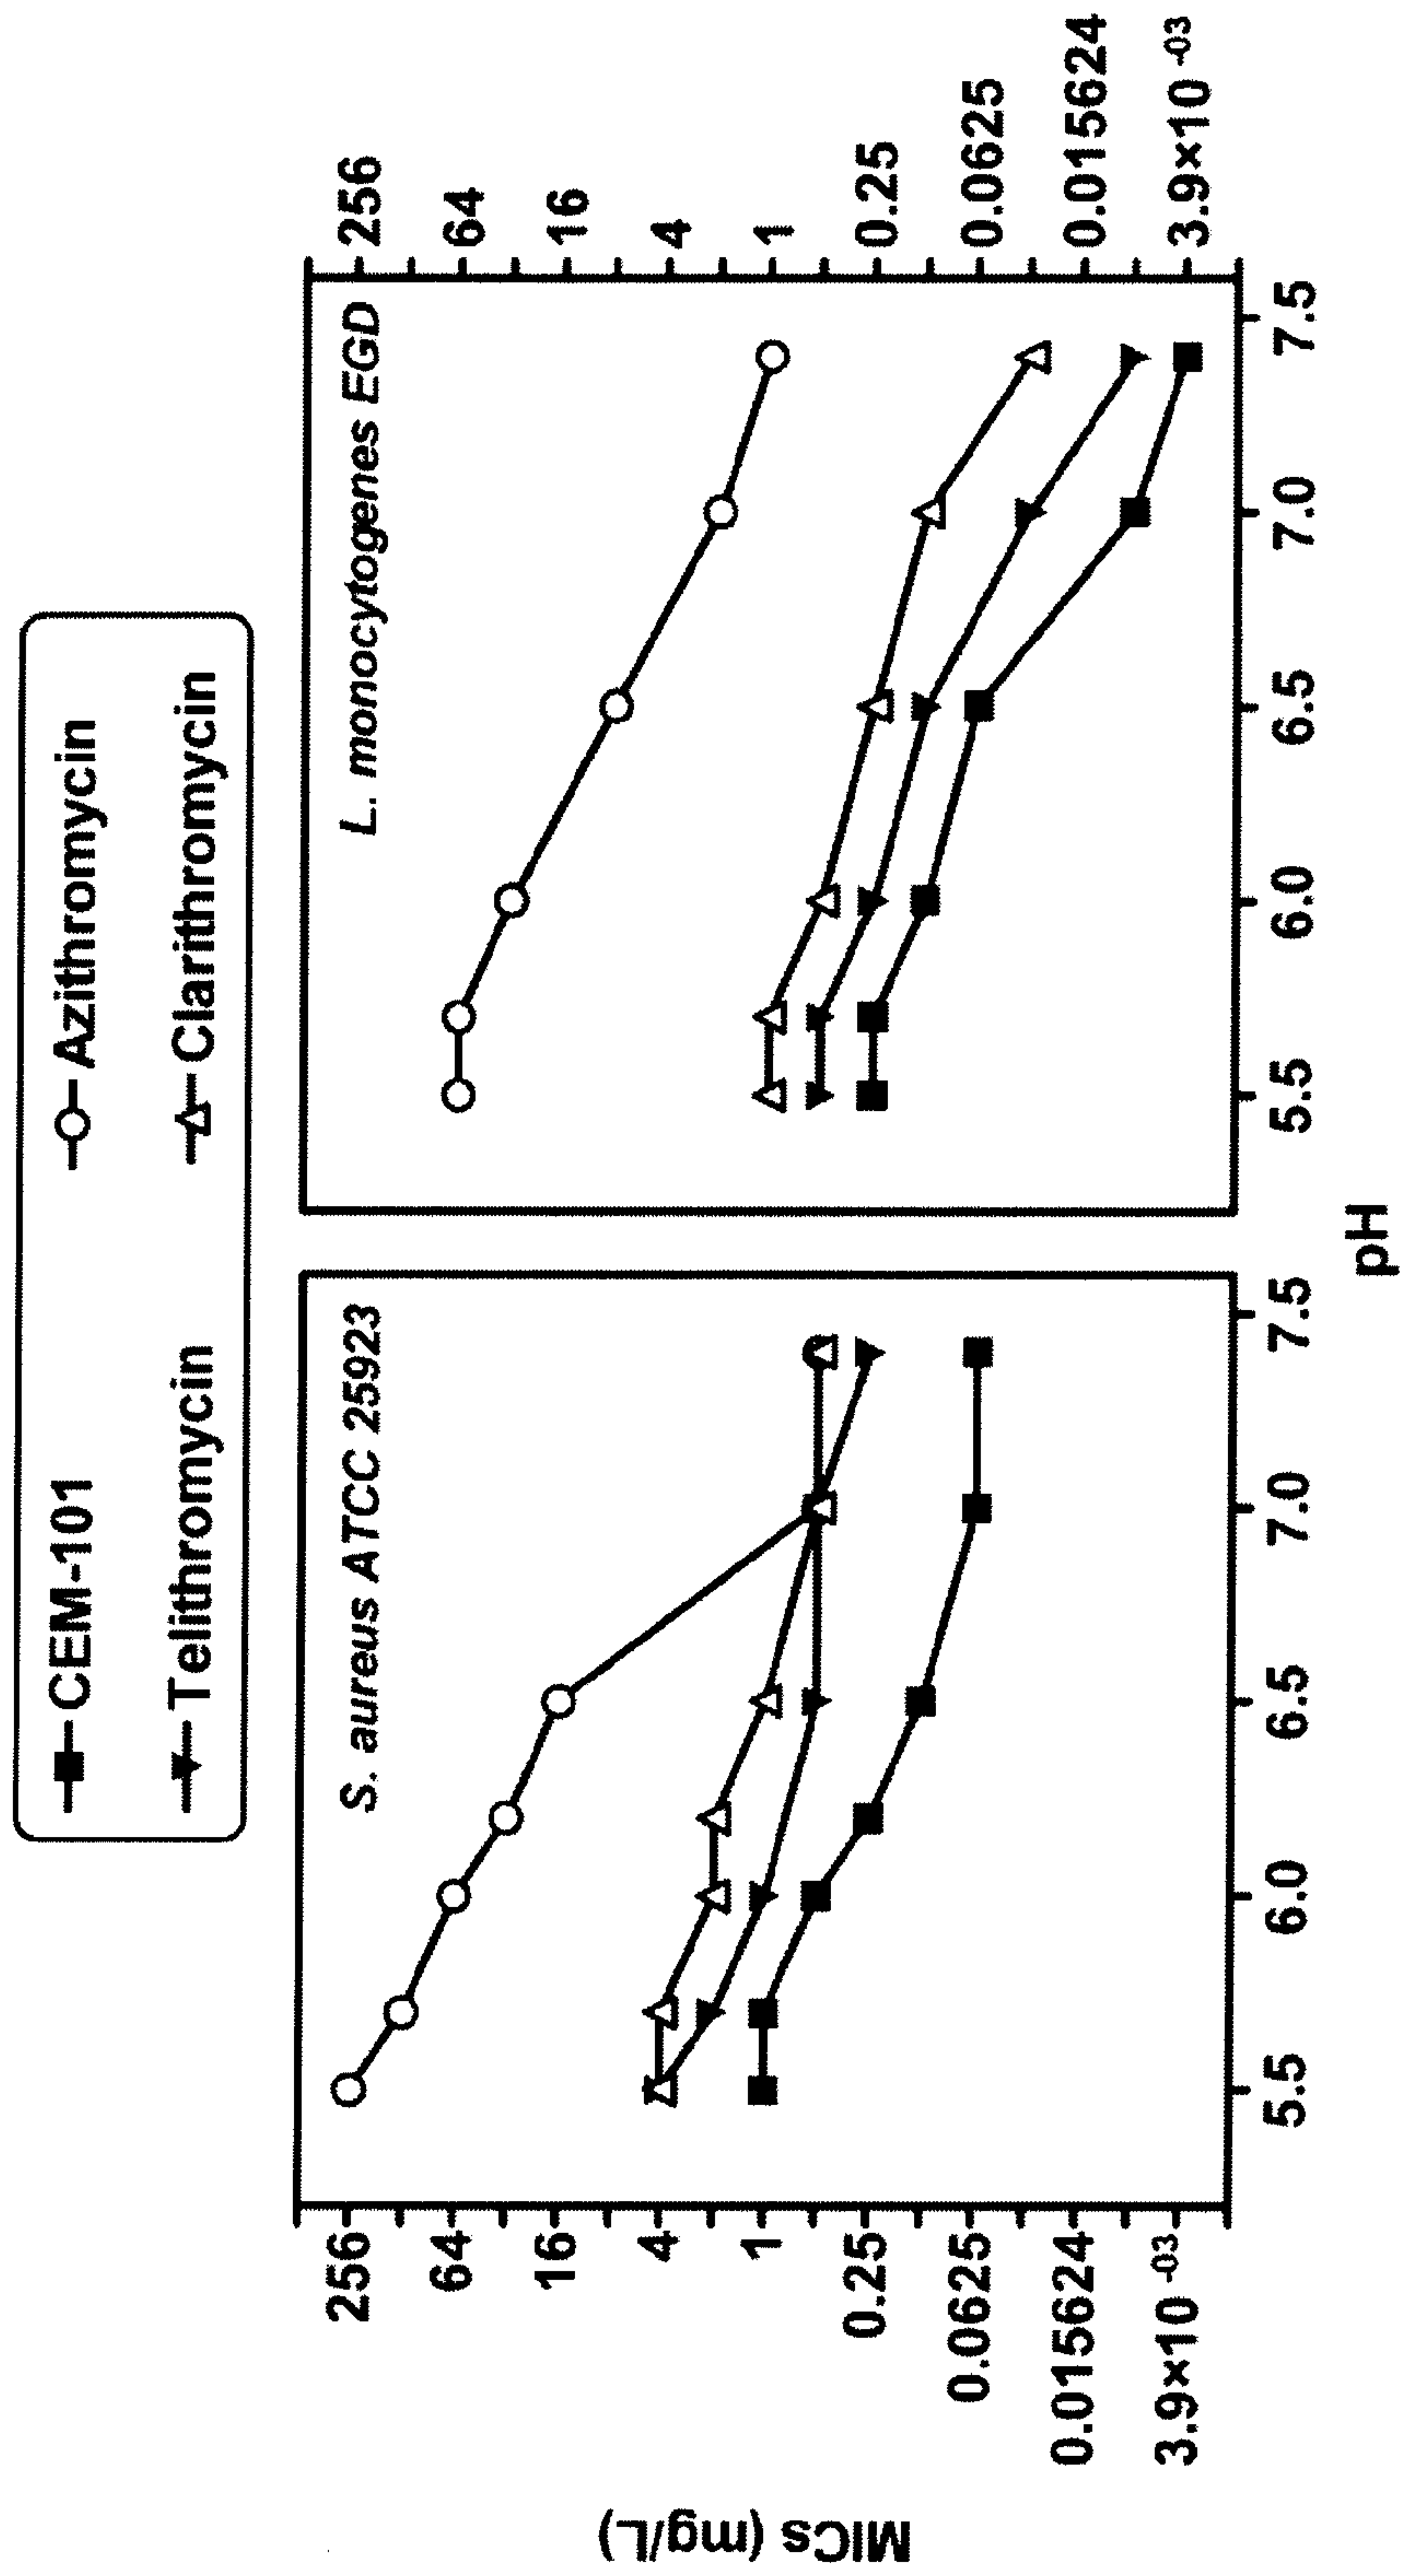 CEM-101
Azithromycin
Telithromycin
Clarithromycin
MICs (mg/L)
S. aureus ATCC 25923
256
64
16
4
1
0.25
0.0625
0.015624
3.9×10 -03
5.5 6.0 6.5 7.0 7.5
L. monocytogenes EGD
256
64
16
4
1
0.25
0.0625
0.015624
3.9×10 -03
5.5 6.0 6.5 7.0 7.5
pH